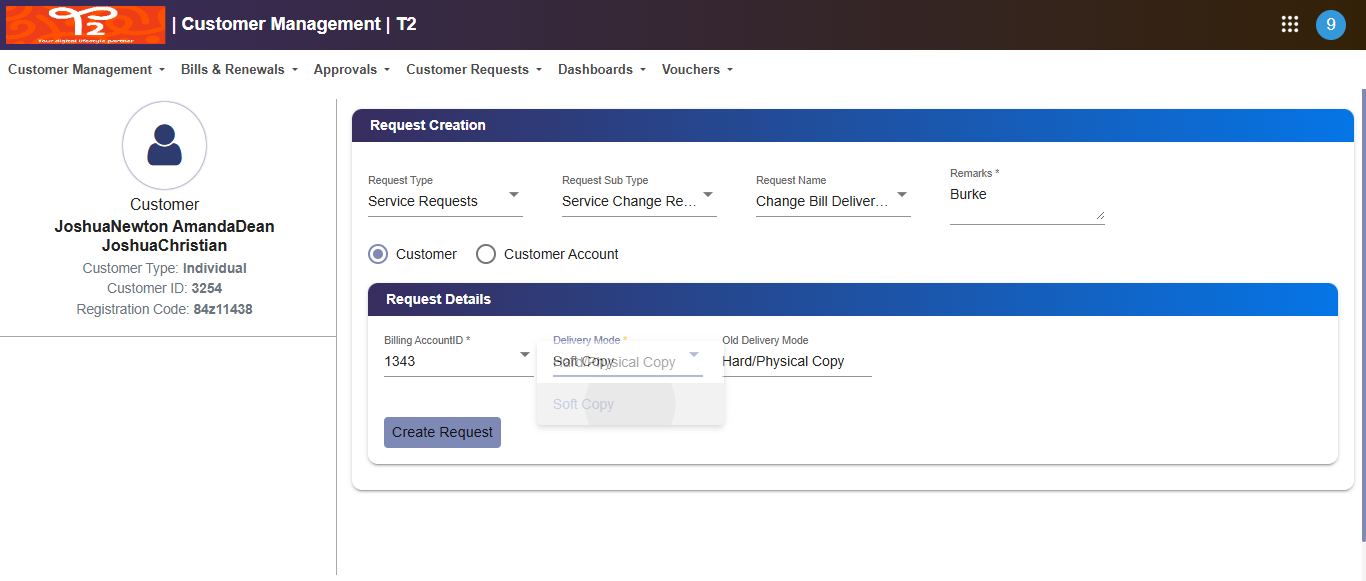 T2
Your digital lifestyle partner
| Customer Management | T2
9
Customer Management
Bills & Renewals
Approvals
Customer Requests
Dashboards
Vouchers
Customer
JoshuaNewton AmandaDean
JoshuaChristian
Customer Type: Individual
Customer ID: 3254
Registration Code: 84z11438
Request Creation
Request Type
Service Requests
Request Sub Type
Service Change Re...
Request Name
Change Bill Deliver...
Remarks *
Burke
Customer
Customer Account
Request Details
Billing AccountID *
1343
Delivery Mode *
Soft Copy
Hard/Physical Copy
Soft Copy
Old Delivery Mode
Hard/Physical Copy
Create Request